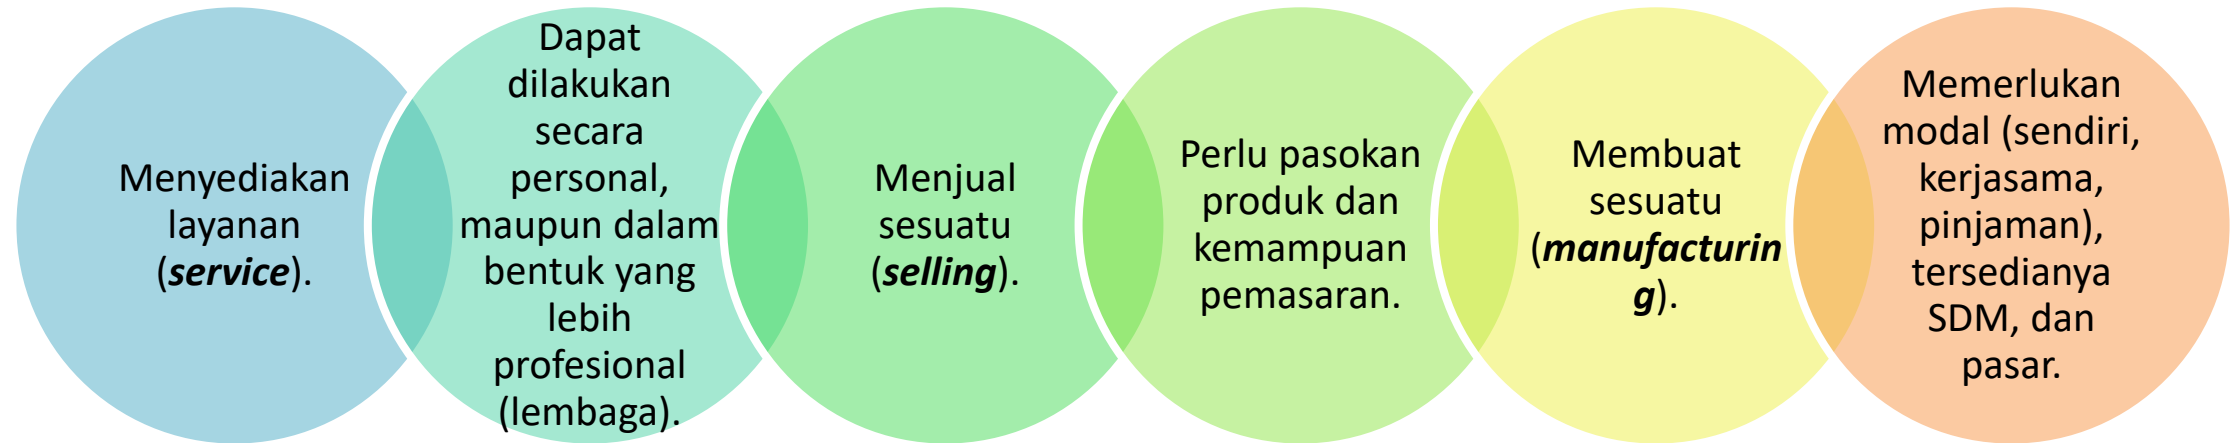 Menyediakan
layanan
(service).
Dapat
dilakukan
secara
personal,
maupun dalam
bentuk yang
lebih
profesional
(lembaga).
Menjual
sesuatu
(selling).
Perlu pasokan
produk dan
kemampuan
pemasaran.
Membuat
sesuatu
(manufacturin
g).
Memerlukan
modal (sendiri,
kerjasama,
pinjaman),
tersedianya
SDM, dan
pasar.